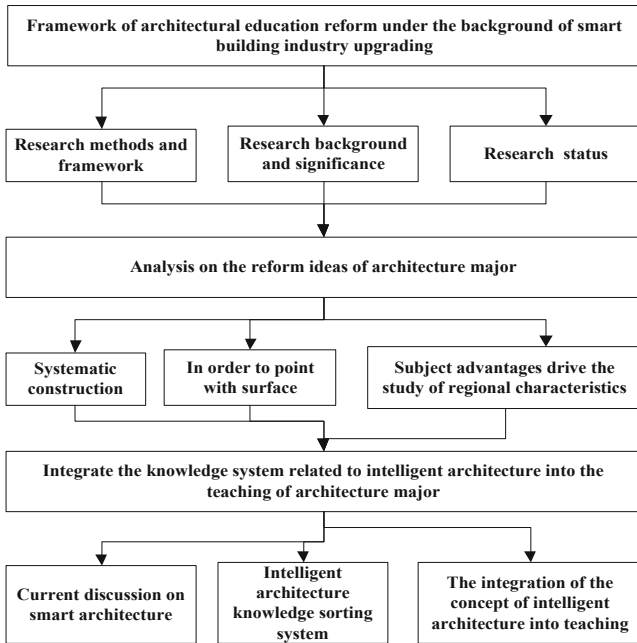 Framework of architectural education reform under the background of smart
building industry upgrading
Research methods and
framework
Research background
and significance
Research status
Analysis on the reform ideas of architecture major
Systematic
construction
In order to point
with surface
Subject advantages drive the
study of regional characteristics
Integrate the knowledge system related to intelligent architecture into the
teaching of architecture major
Current discussion on
smart architecture
Intelligent
architecture
knowledge sorting
system
The integration of the
concept of intelligent
architecture into teaching